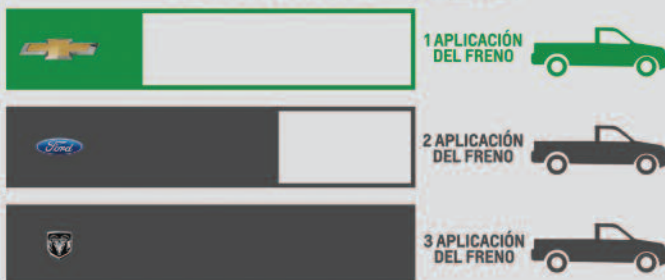 1 APLICACIÓN
DEL FRENO
Ford
2 APLICACIÓN
DEL FRENO
3 APLICACIÓN
DEL FRENO